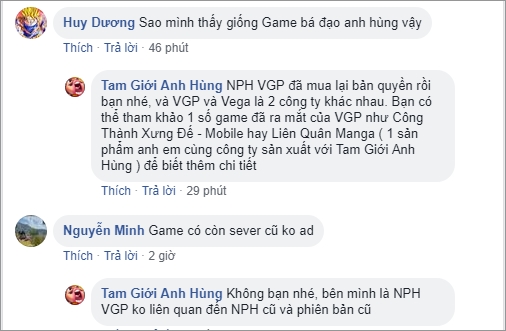 Huy Dương Sao mình thấy giống Game bá đạo anh hùng vậy
Thích · Trả lời · 46 phút
Tam Giới Anh Hùng NPH VGP đã mua lại bản quyền rồi
bạn nhé, và VGP và Vega là 2 công ty khác nhau. Bạn có
thể tham khảo 1 số game đã ra mắt của VGP như Công
Thành Xưng Đế - Mobile hay Liên Quân Manga ( 1 sản
phẩm anh em cùng công ty sản xuất với Tam Giới Anh
Hùng ) để biết thêm chi tiết
Thích · Trả lời · 29 phút
Nguyễn Minh Game có còn sever cũ ko ad
Thích · Trả lời · 2 giờ
Tam Giới Anh Hùng Không bạn nhé, bên mình là NPH
VGP ko liên quan đến NPH cũ và phiên bản cũ